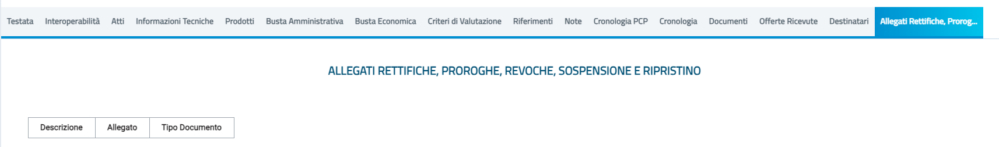 Testata Interoperabilità Atti Informazioni Tecniche Prodotti Busta Amministrativa Busta Economica Criteri di Valutazione Riferimenti Note Cronologia PCP Cronologia Documenti Offerte Ricevute Destinatari Allegati Rettifiche, Prorog...
ALLEGATI RETTIFICHE, PROROGHE, REVOCHE, SOSPENSIONE E RIPRISTINO
Descrizione Allegato Tipo Documento